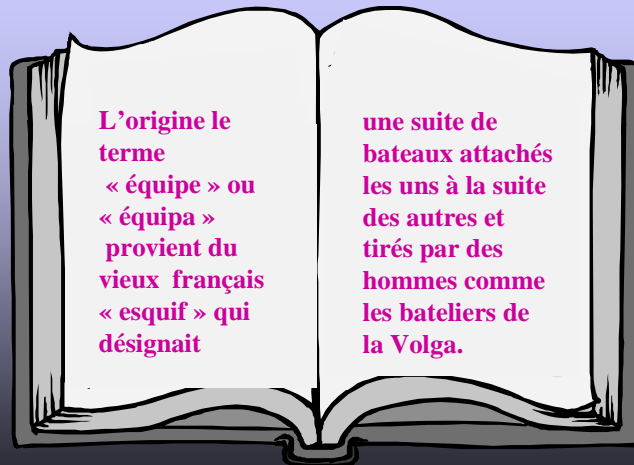 L’origine le
terme
« équipe » ou
« équipa »
provient du
vieux français
« esquif » qui
désignait
une suite de
bateaux attachés
les uns à la suite
des autres et
tirés par des
hommes comme
les bateliers de
la Volga.